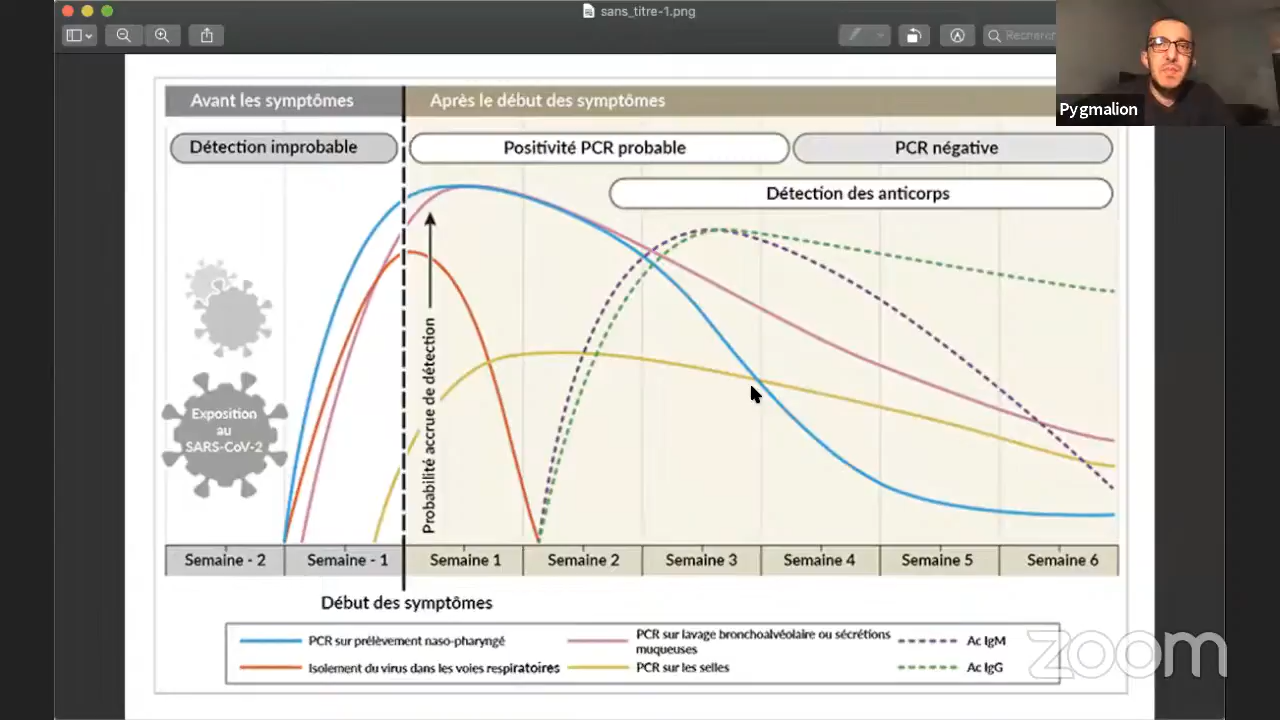 sans_titre-1.png
Recherche
Pygmalion
Avant les symptômes
Après le début des symptômes
Détection improbable
Positivité PCR probable
PCR négative
Détection des anticorps
Exposition
au
SARS-CoV-2
Probabilité accrue de détection
Semaine - 2
Semaine - 1
Semaine 1
Semaine 2
Semaine 3
Semaine 4
Semaine 5
Semaine 6
Début des symptômes
PCR sur prélèvement naso-pharyngé
PCR sur lavage bronchoalvéolaire ou sécrétions
muqueuses
Ac IgM
Isolement du virus dans les voies respiratoires
PCR sur les selles
Ac IgG
zoom